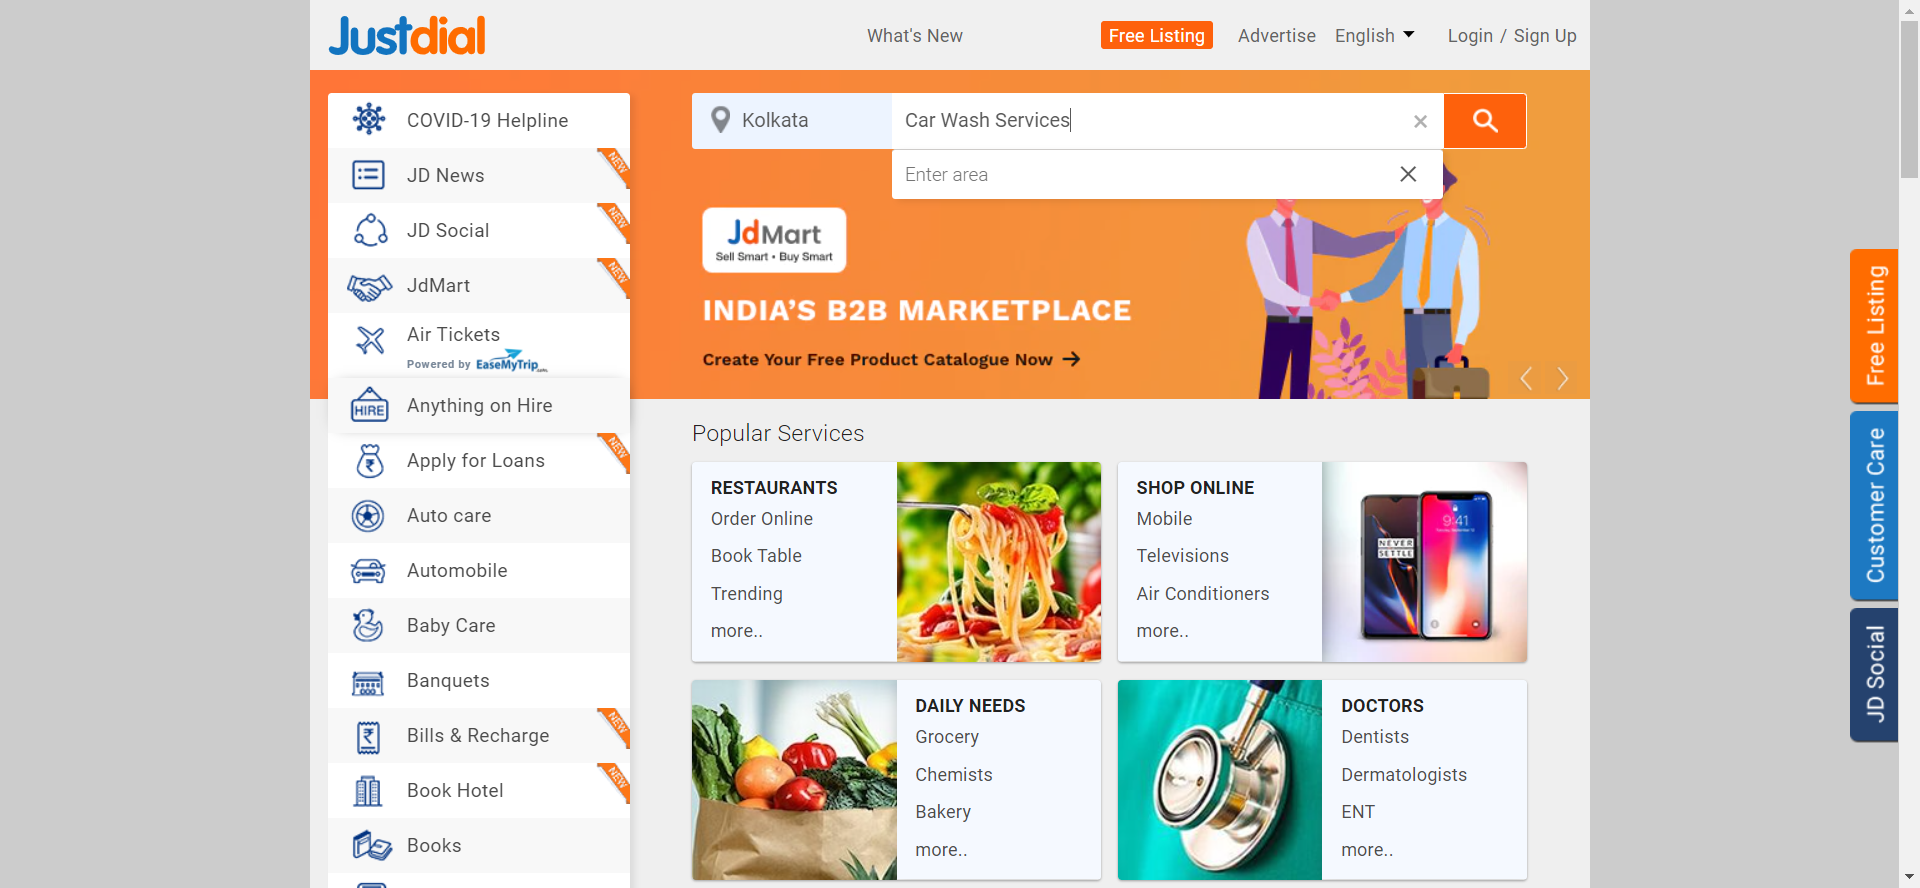 Justdial
What's New
Free Listing
Advertise
English
Login / Sign Up
COVID-19 Helpline
JD News
NEW
JD Social
NEW
JdMart
NEW
Air Tickets
Powered by EaseMyTrip.com
HIRE
Anything on Hire
Apply for Loans
NEW
Auto care
Automobile
Baby Care
Banquets
Bills & Recharge
NEW
Book Hotel
NEW
Books
Kolkata
Car Wash Services
Enter area
JdMart
Sell Smart • Buy Smart
INDIA'S B2B MARKETPLACE
Create Your Free Product Catalogue Now
Popular Services
RESTAURANTS
Order Online
Book Table
Trending
more..
SHOP ONLINE
Mobile
Televisions
Air Conditioners
more..
NEVER
SETTLE
9:41
DAILY NEEDS
Grocery
Chemists
Bakery
more..
DOCTORS
Dentists
Dermatologists
ENT
more..
Free Listing
Customer Care
JD Social